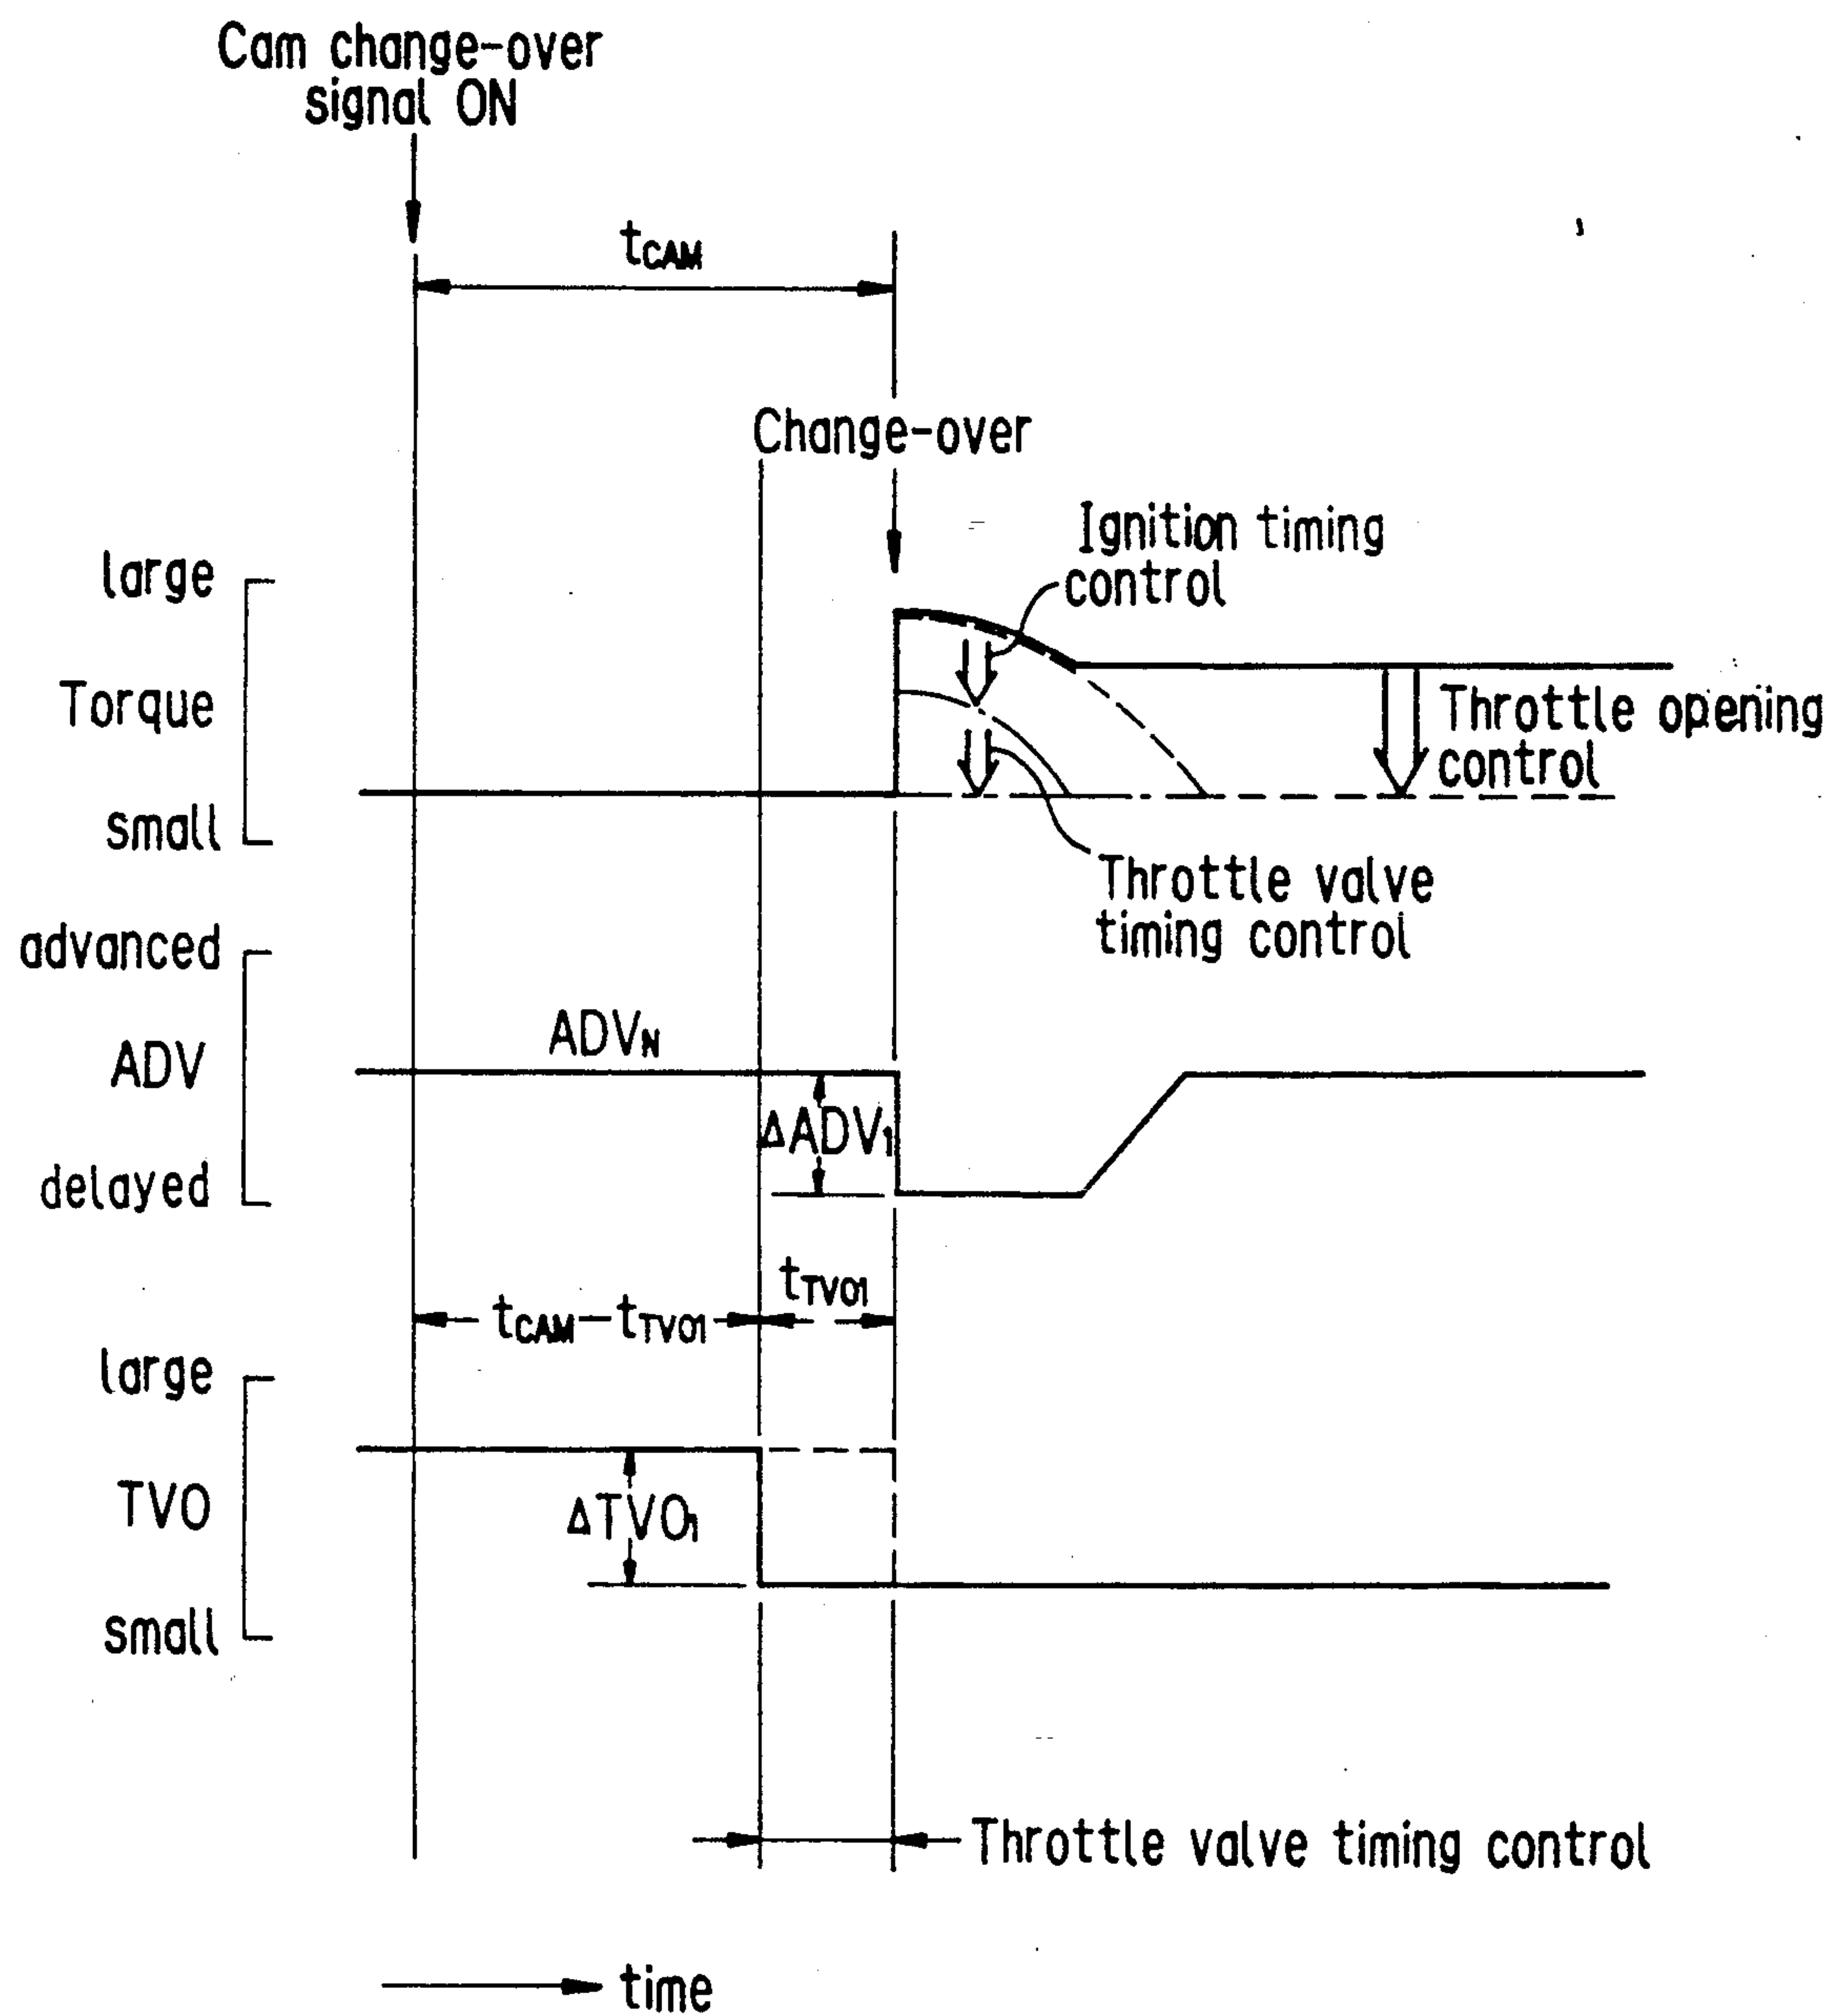 Cam change-over
signal ON
tCAM
Change-over
Ignition timing
control
large
Torque
small
Throttle opening
control
Throttle valve
timing control
advanced
ADV
delayed
ADVN
ΔADV1
tCAM-tTVO1
tTVO1
large
TVO
small
ΔTVO1
Throttle valve timing control
time